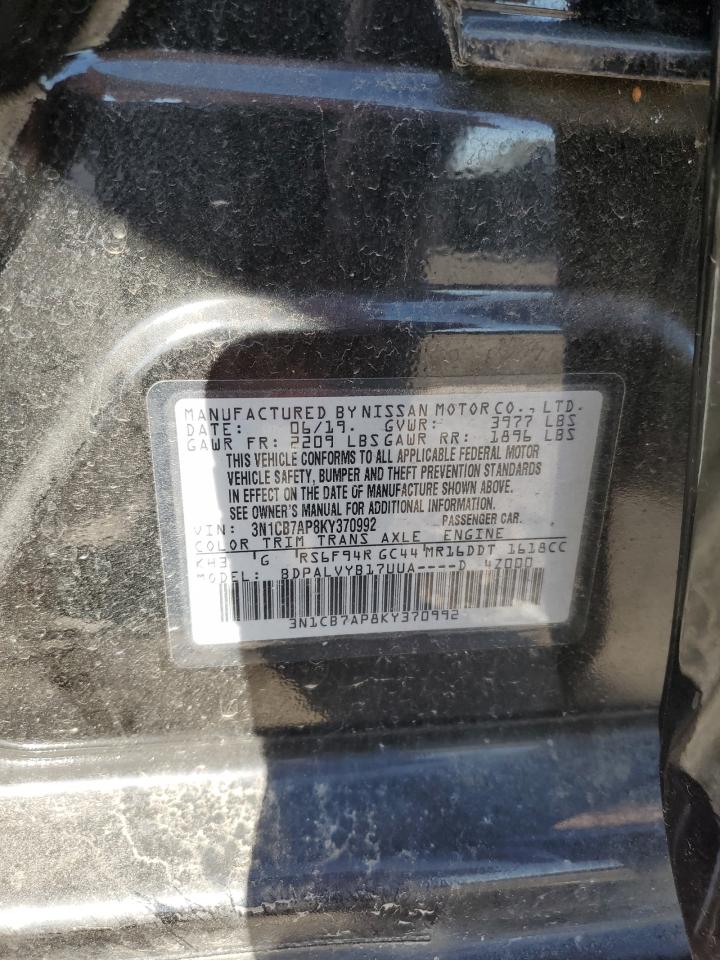 MANUFACTURED BY NISSAN MOTOR CO., LTD.
DATE: 06/19. GVWR: 3977 LBS
GAWR FR: 2209 LBS GAWR RR: 1896 LBS
THIS VEHICLE CONFORMS TO ALL APPLICABLE FEDERAL MOTOR
VEHICLE SAFETY, BUMPER AND THEFT PREVENTION STANDARDS
IN EFFECT ON THE DATE OF MANUFACTURE SHOWN ABOVE.
SEE OWNER'S MANUAL FOR ADDITIONAL INFORMATION.
VIN: 3N1CB7AP8KY370992 PASSENGER CAR.
COLOR TRIM TRANS AXLE ENGINE
KH3 G RS6F94R GC44 MR16DDT 1618CC
MODEL: BDPALVYB17UUA----D 4Z000
3N1CB7AP8KY370992